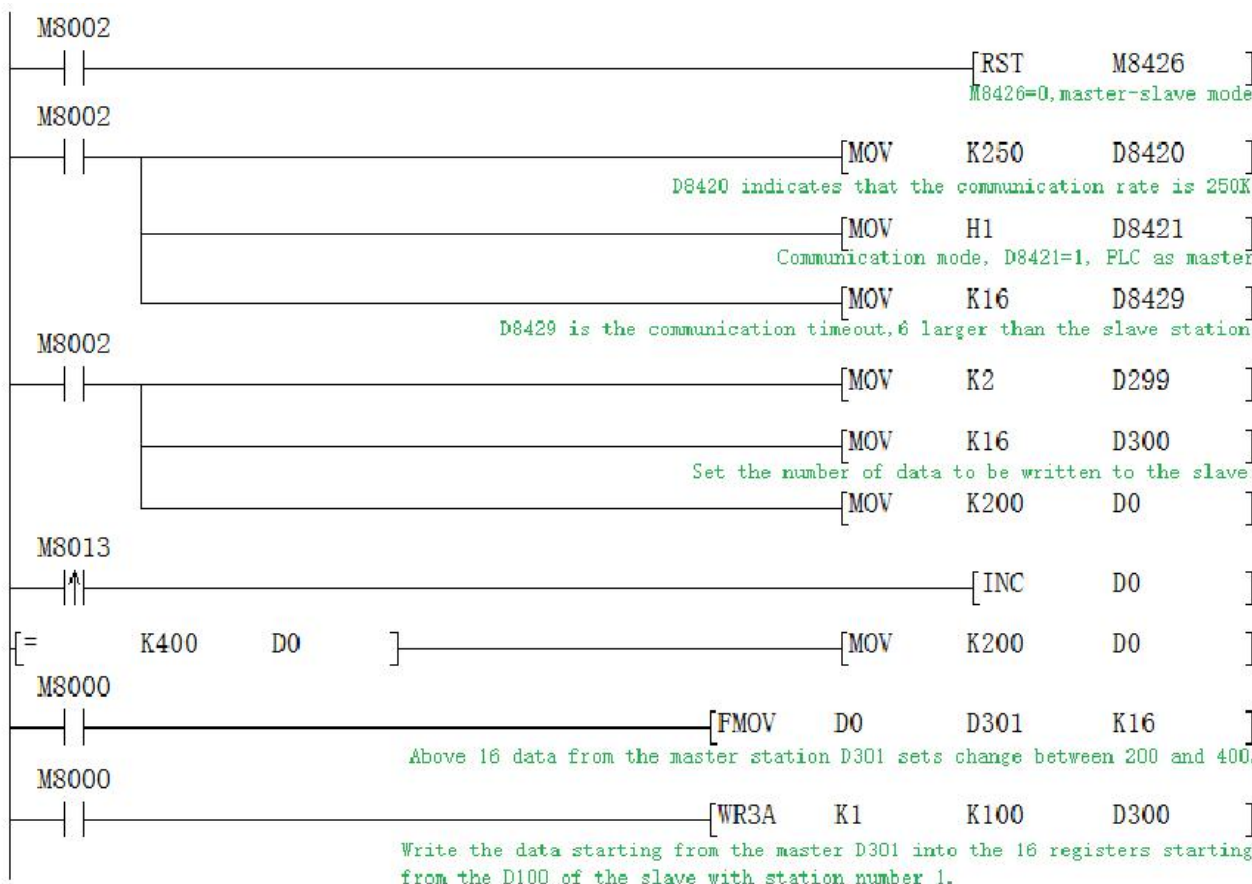 M8002
[RST M8426 ]
M8426=0,master-slave mode
M8002
[MOV K250 D8420 ]
D8420 indicates that the communication rate is 250K
[MOV H1 D8421 ]
Communication mode, D8421=1, PLC as master
[MOV K16 D8429 ]
D8429 is the communication timeout,6 larger than the slave station
M8002
[MOV K2 D299 ]
[MOV K16 D300 ]
Set the number of data to be written to the slave
[MOV K200 D0 ]
M8013
[INC D0 ]
[= K400 D0 ] [MOV K200 D0 ]
M8000
[FMOV D0 D301 K16 ]
Above 16 data from the master station D301 sets change between 200 and 400.
M8000
[WR3A K1 K100 D300 ]
Write the data starting from the master D301 into the 16 registers starting
from the D100 of the slave with station number 1.